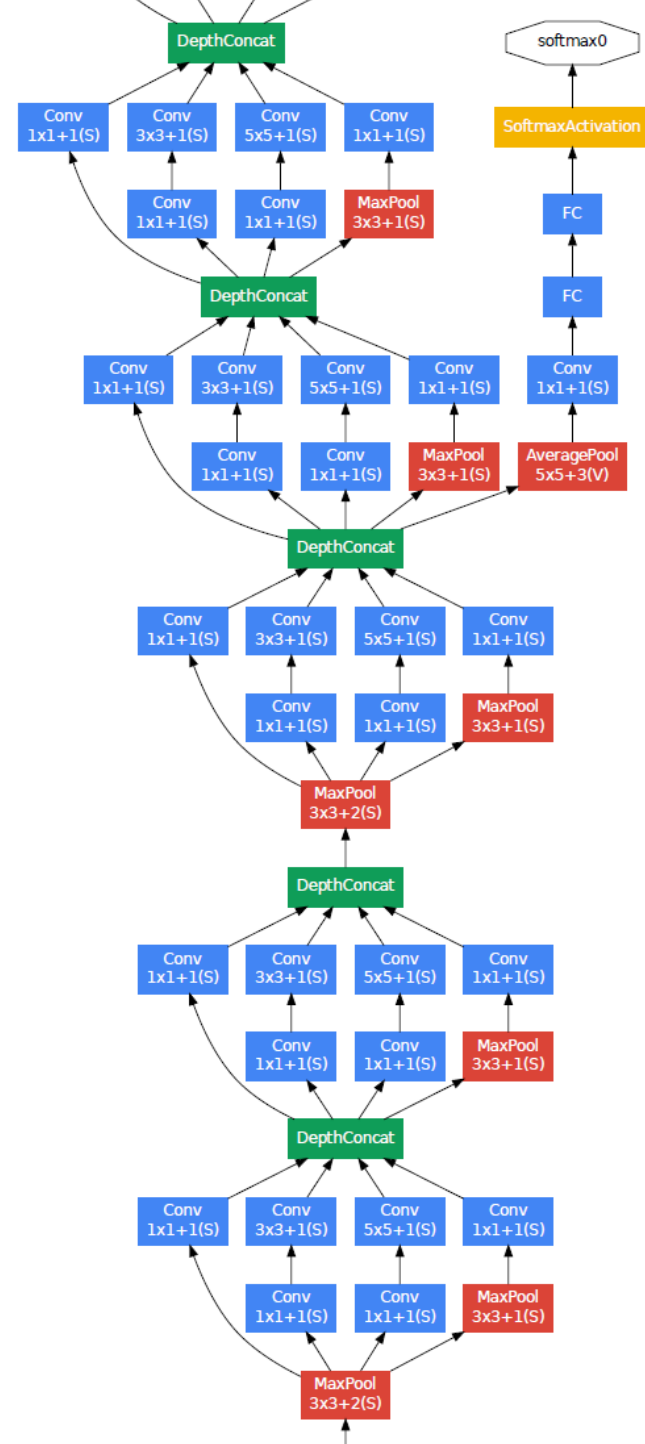 DepthConcat
softmax0
Conv
1x1+1(S)
Conv
3x3+1(S)
Conv
5x5+1(S)
Conv
1x1+1(S)
SoftmaxActivation
Conv
1x1+1(S)
Conv
1x1+1(S)
MaxPool
3x3+1(S)
FC
DepthConcat
FC
Conv
1x1+1(S)
Conv
3x3+1(S)
Conv
5x5+1(S)
Conv
1x1+1(S)
Conv
1x1+1(S)
Conv
1x1+1(S)
Conv
1x1+1(S)
MaxPool
3x3+1(S)
AveragePool
5x5+3(V)
DepthConcat
Conv
1x1+1(S)
Conv
3x3+1(S)
Conv
5x5+1(S)
Conv
1x1+1(S)
Conv
1x1+1(S)
Conv
1x1+1(S)
MaxPool
3x3+1(S)
MaxPool
3x3+2(S)
DepthConcat
Conv
1x1+1(S)
Conv
3x3+1(S)
Conv
5x5+1(S)
Conv
1x1+1(S)
Conv
1x1+1(S)
Conv
1x1+1(S)
MaxPool
3x3+1(S)
DepthConcat
Conv
1x1+1(S)
Conv
3x3+1(S)
Conv
5x5+1(S)
Conv
1x1+1(S)
Conv
1x1+1(S)
Conv
1x1+1(S)
MaxPool
3x3+1(S)
MaxPool
3x3+2(S)